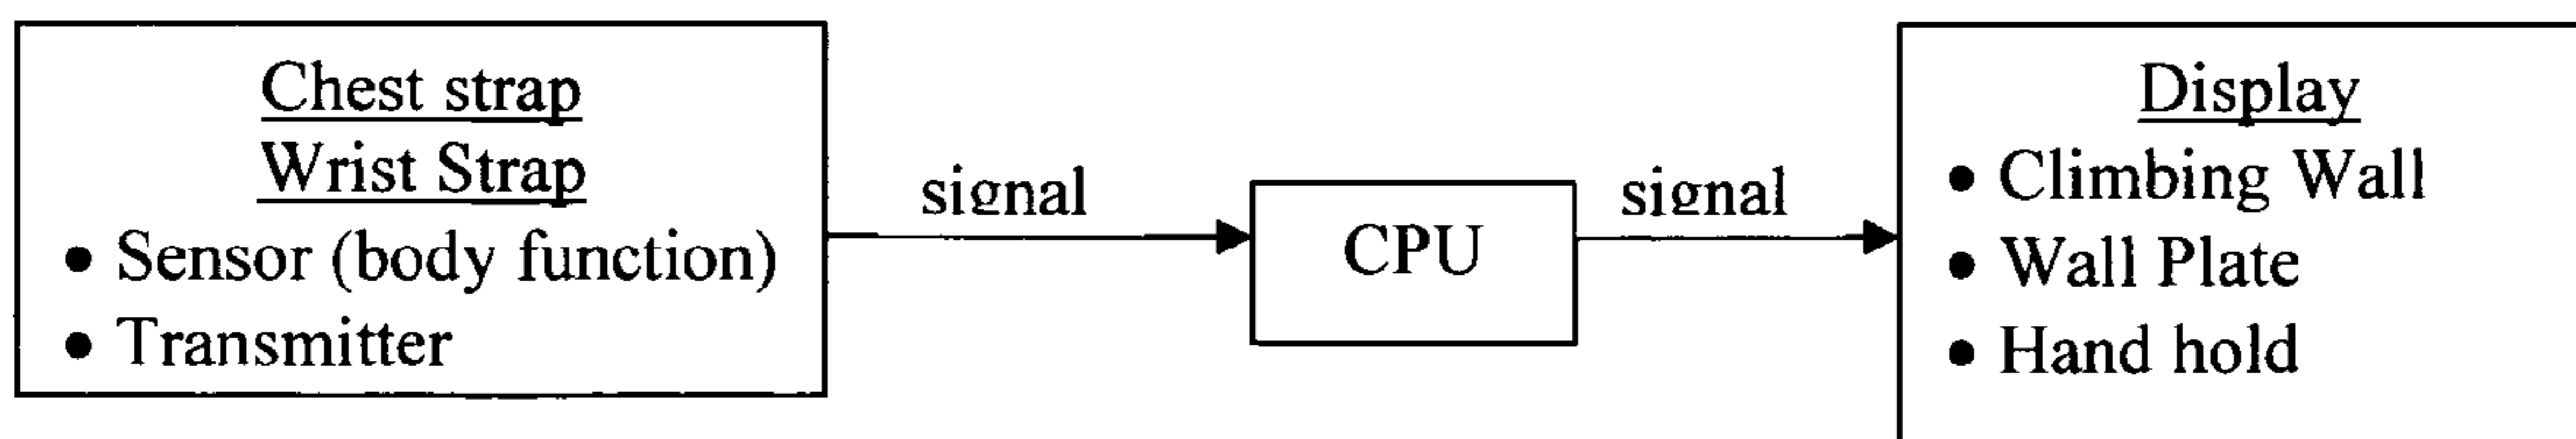 Chest strap
Wrist Strap
• Sensor (body function)
• Transmitter
signal
CPU
signal
Display
• Climbing Wall
• Wall Plate
• Hand hold